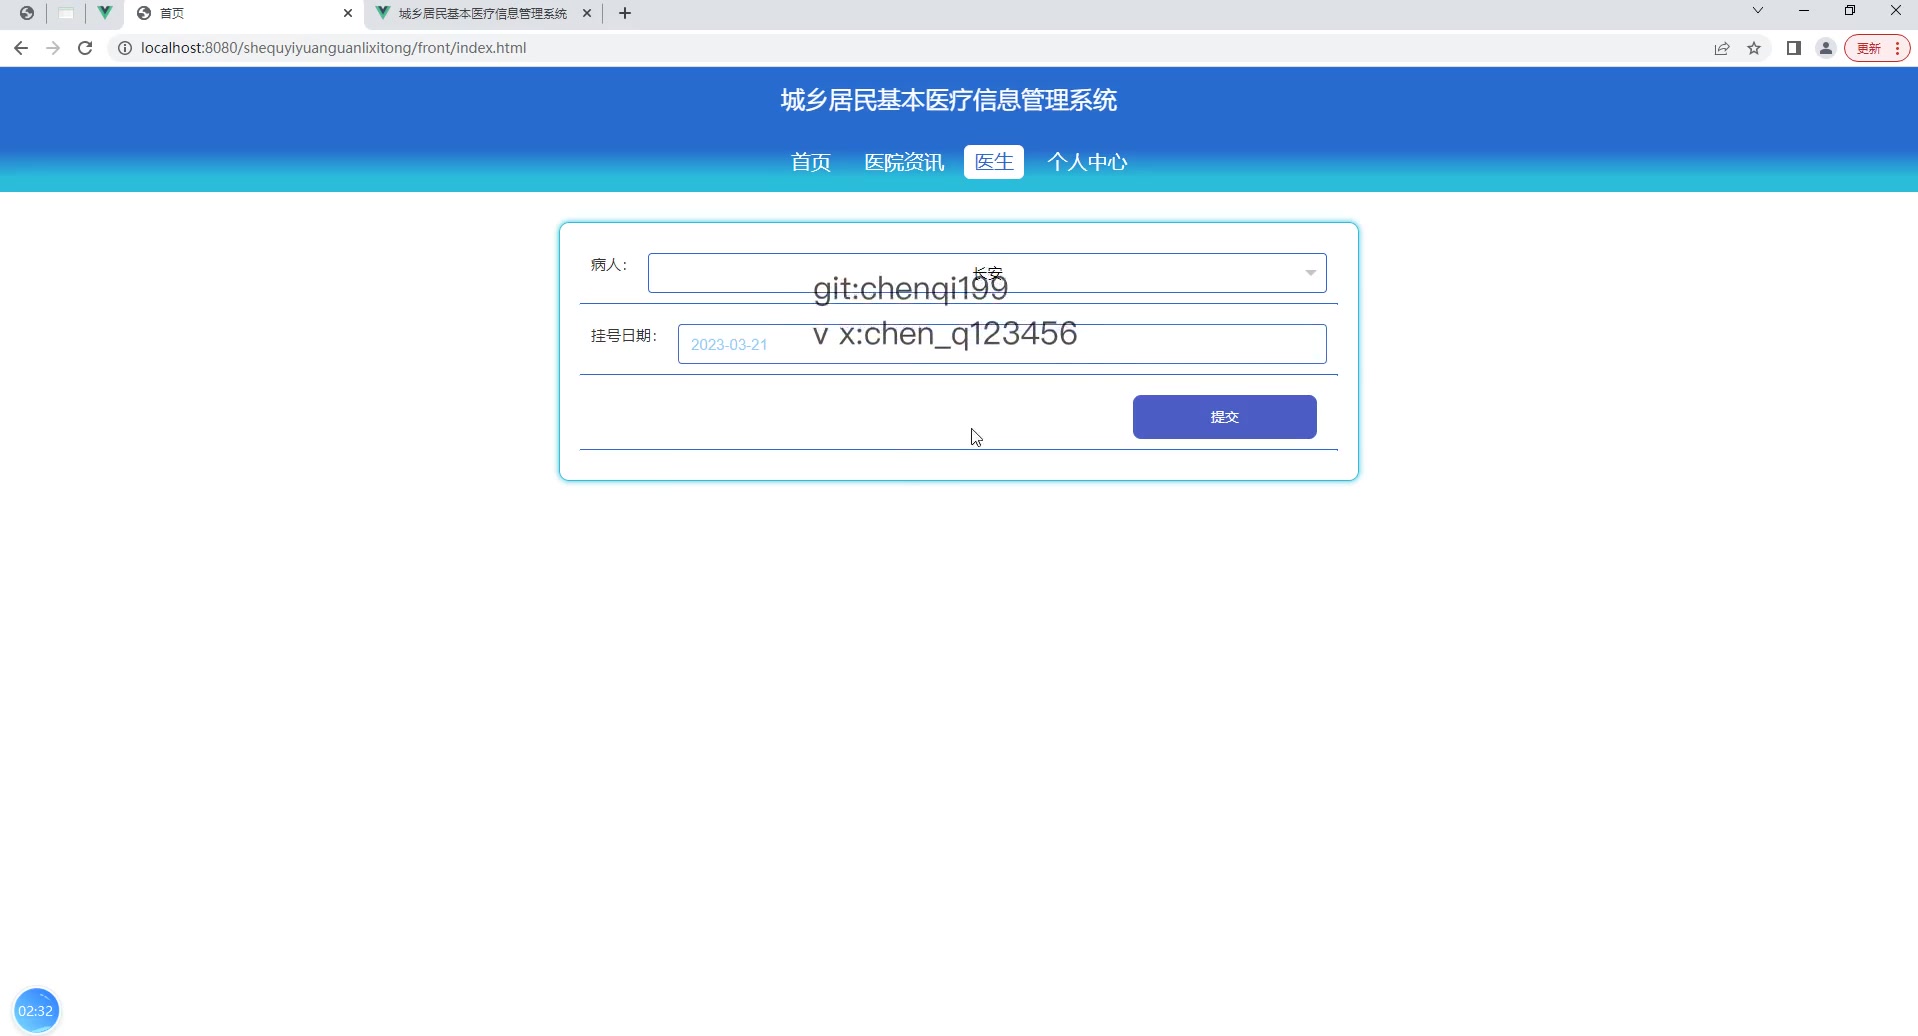 首页
城乡居民基本医疗信息管理系统
localhost:8080/shequyiyuanguanlixitong/front/index.html
更新
城乡居民基本医疗信息管理系统
首页 医院资讯 医生 个人中心
病人：
长安
git:chenqi199
挂号日期：
2023-03-21
v x:chen_q123456
提交
02:32